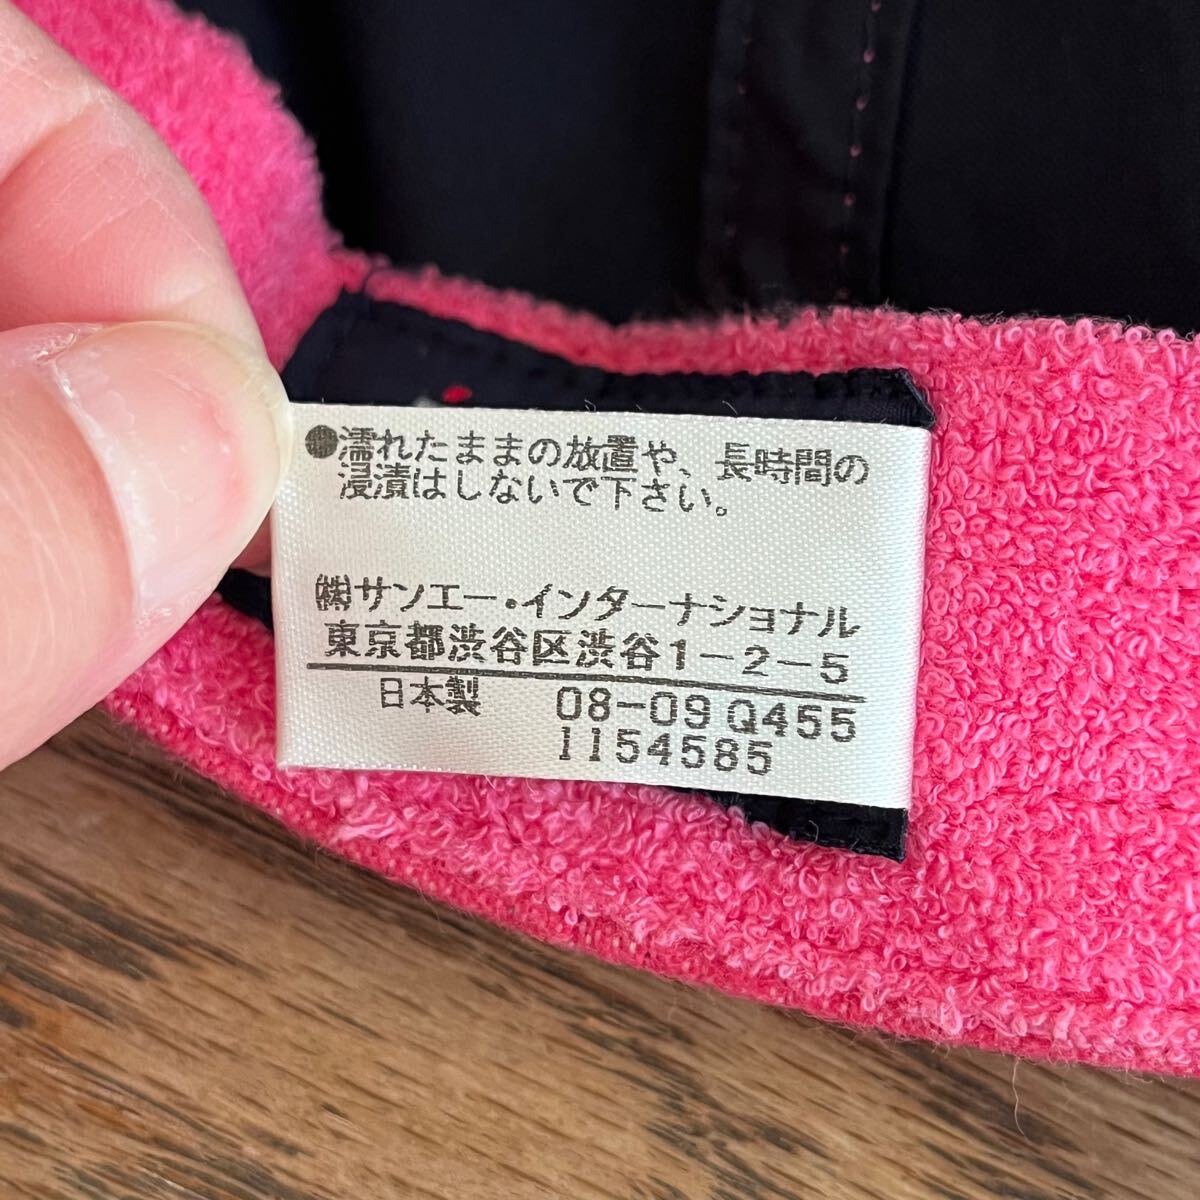 ●濡れたままの放置や、長時間の
浸漬はしないで下さい。
㈱サンエー・インターナショナル
東京都渋谷区渋谷1-2-5
日本製 08-09 Q455
1154585